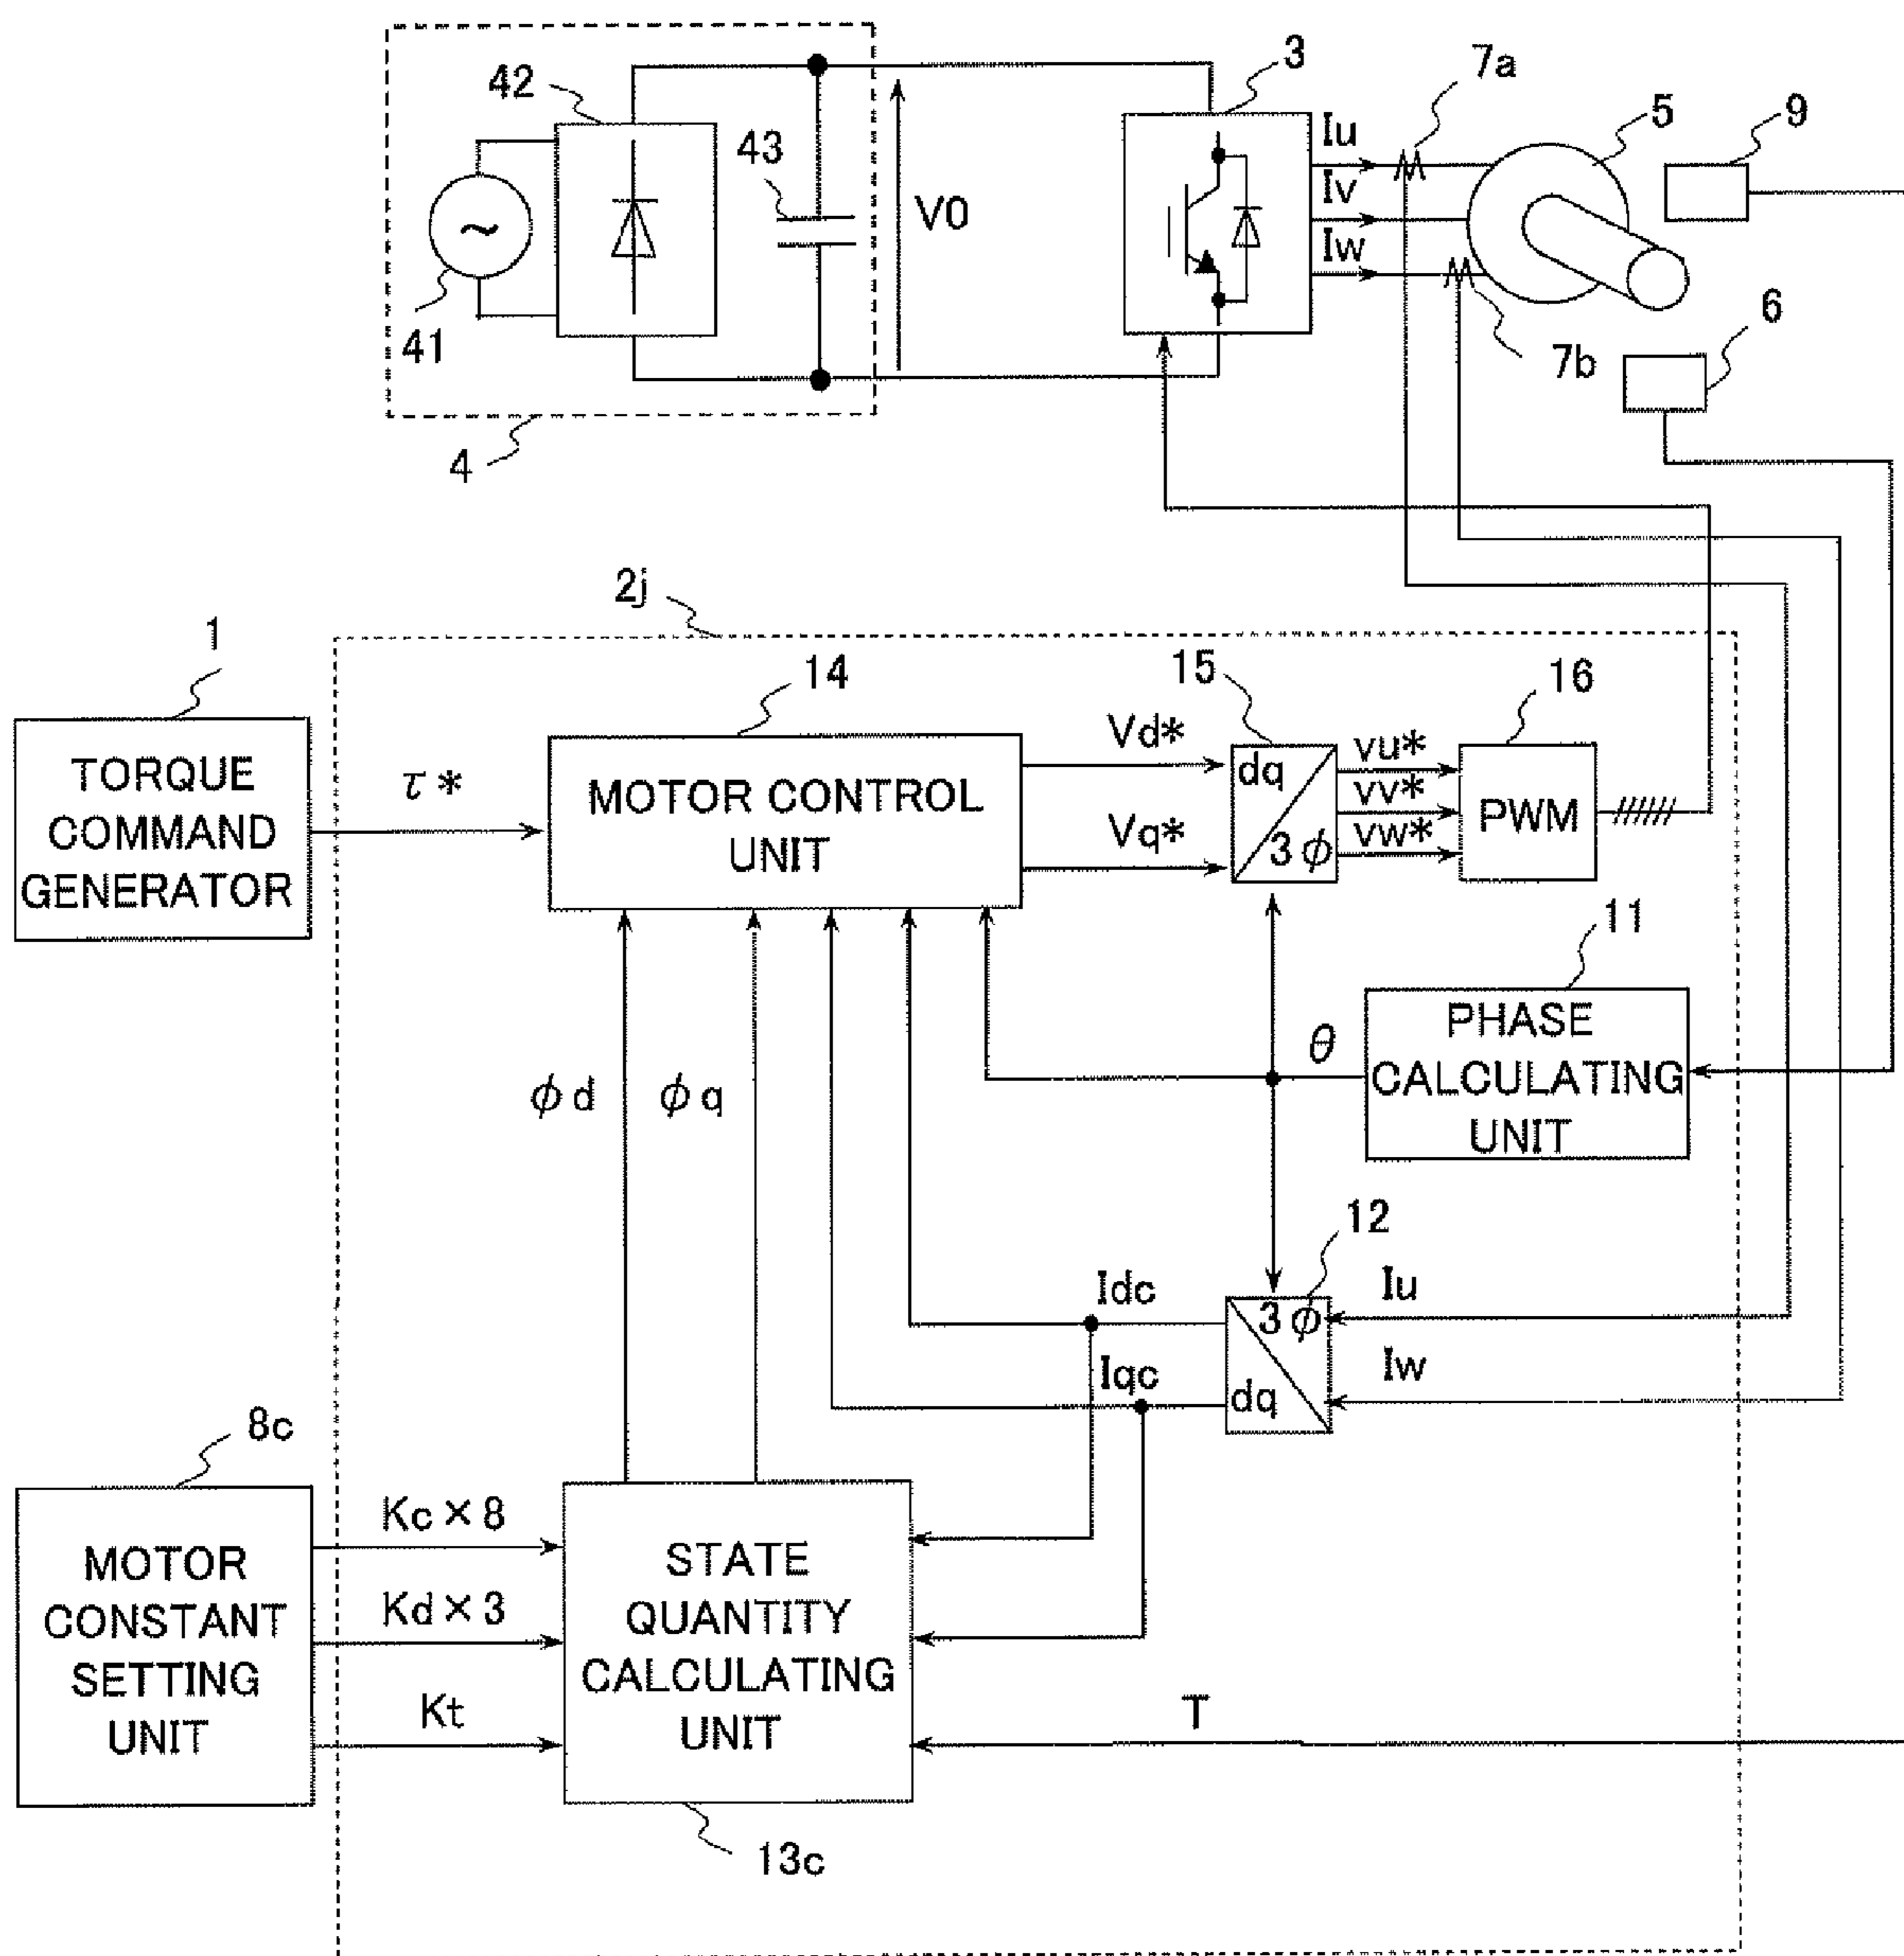 42
43
41
4
V0
3
7a
5
9
Iu
Iv
Iw
7b
6
2j
1
TORQUE
COMMAND
GENERATOR
τ*
14
MOTOR CONTROL
UNIT
Vd*
Vq*
15
dq
3φ
vu*
vv*
vw*
16
PWM
11
PHASE
CALCULATING
UNIT
θ
φd
φq
12
3φ
dq
Idc
Iqc
Iu
Iw
8c
MOTOR
CONSTANT
SETTING
UNIT
Kc×8
Kd×3
Kt
STATE
QUANTITY
CALCULATING
UNIT
T
13c